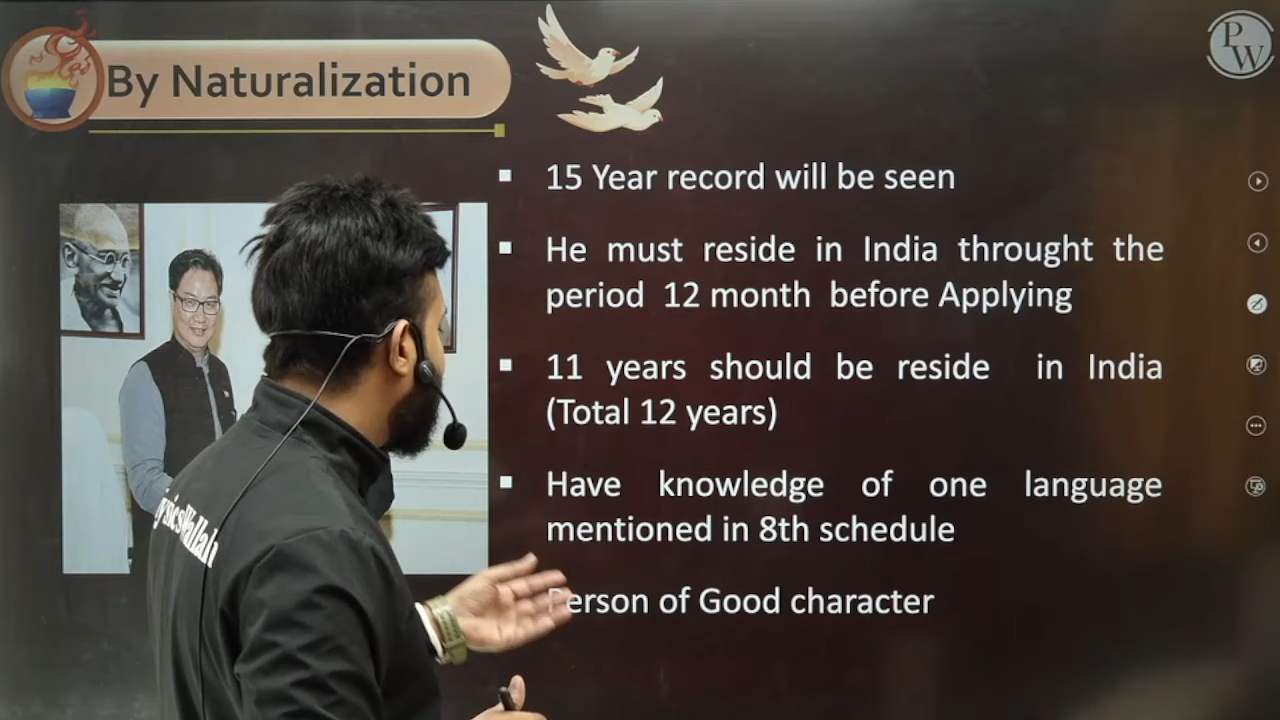 By Naturalization
PW
15 Year record will be seen
He must reside in India throught the
period 12 month before Applying
11 years should be reside in India
(Total 12 years)
Have knowledge of one language
mentioned in 8th schedule
Person of Good character
ysicsWallah